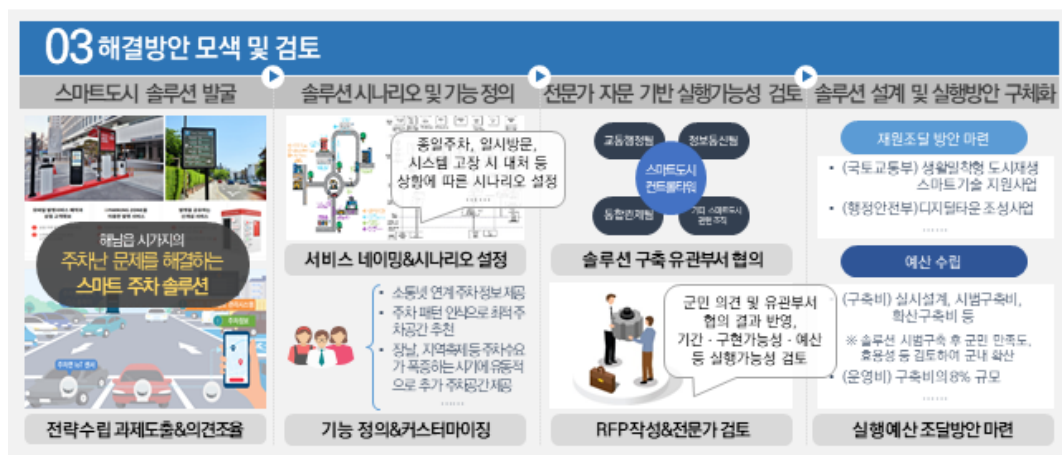 03 해결방안 모색 및 검토
스마트도시 솔루션 발굴
솔루션 시나리오 및 기능 정의
전문가 자문 기반 실행가능성 검토
솔루션 설계 및 실행방안 구체화
해남읍 시가지의
주차난 문제를 해결하는
스마트 주차 솔루션
주차정보
전략수립 과제도출&의견조율
종일주차, 일시방문,
시스템 고장 시 대처 등
상황에 따른 시나리오 설정
......
서비스 네이밍&시나리오 설정
• 소통넷 연계 주차 정보 제공
• 주차 패턴 인식으로 최적 주
차공간 추천
• 장날, 지역축제 등 주차수요
가 폭증하는 시기에 유동적
으로 추가 주차공간 제공
......
기능 정의&커스터마이징
교통행정팀
정보통신팀
스마트도시
컨트롤타워
통합관제팀
기타 스마트도시
관련 조직
솔루션 구축 유관부서 협의
군민 의견 및 유관부서
협의 결과 반영,
기간·구현가능성·예산
등 실행가능성 검토
RFP작성&전문가 검토
재원조달 방안 마련
• (국토교통부) 생활밀착형 도시재생
스마트기술 지원사업
• (행정안전부)디지털타운 조성사업
......
예산 수립
(구축비) 실시설계, 시범구축비,
확산구축비 등
※ 솔루션 시범구축 후 군민 만족도,
효용성 등 검토하여 군내 확산
• (운영비) 구축비의 8% 규모
......
실행예산 조달방안 마련